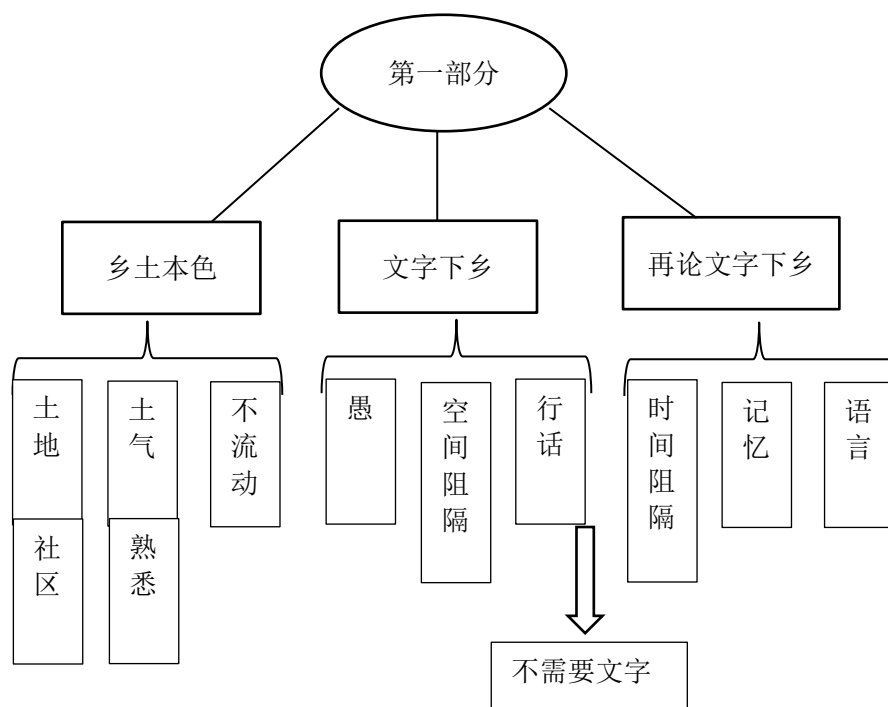 第一部分
乡土本色
文字下乡
再论文字下乡
土地
土气
不流动
社区
熟悉
愚
空间阻隔
行话
时间阻隔
记忆
语言
不需要文字